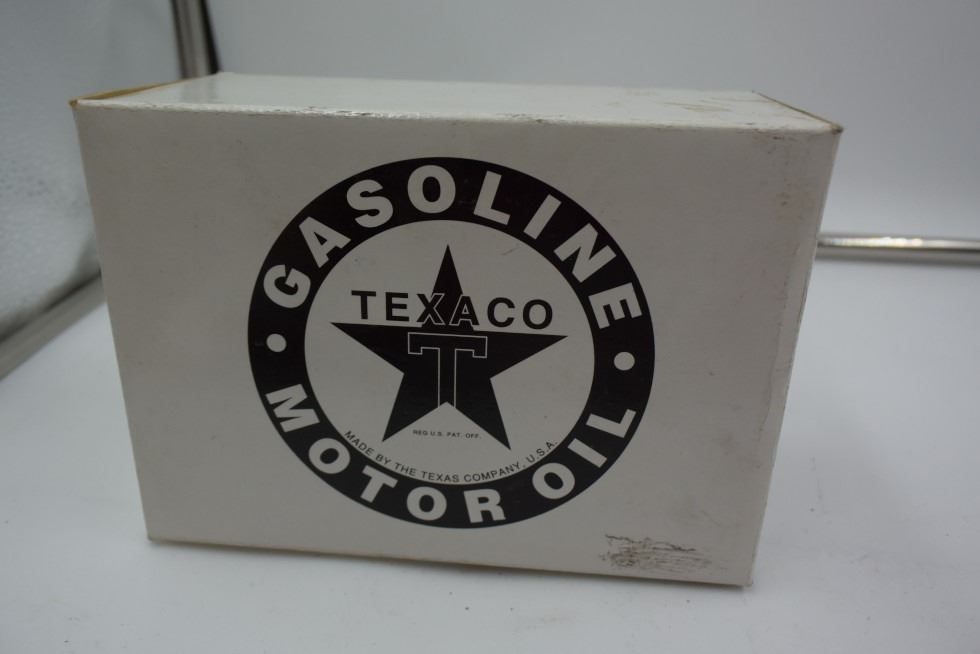 GASOLINE
TEXACO
T
REG U.S. PAT. OFF.
MADE BY THE TEXAS COMPANY, U.S.A.
• MOTOR OIL •